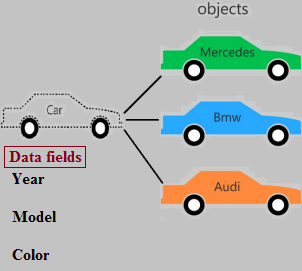 objects
Mercedes
Car
Bmw
Data fields
Year
Audi
Model
Color